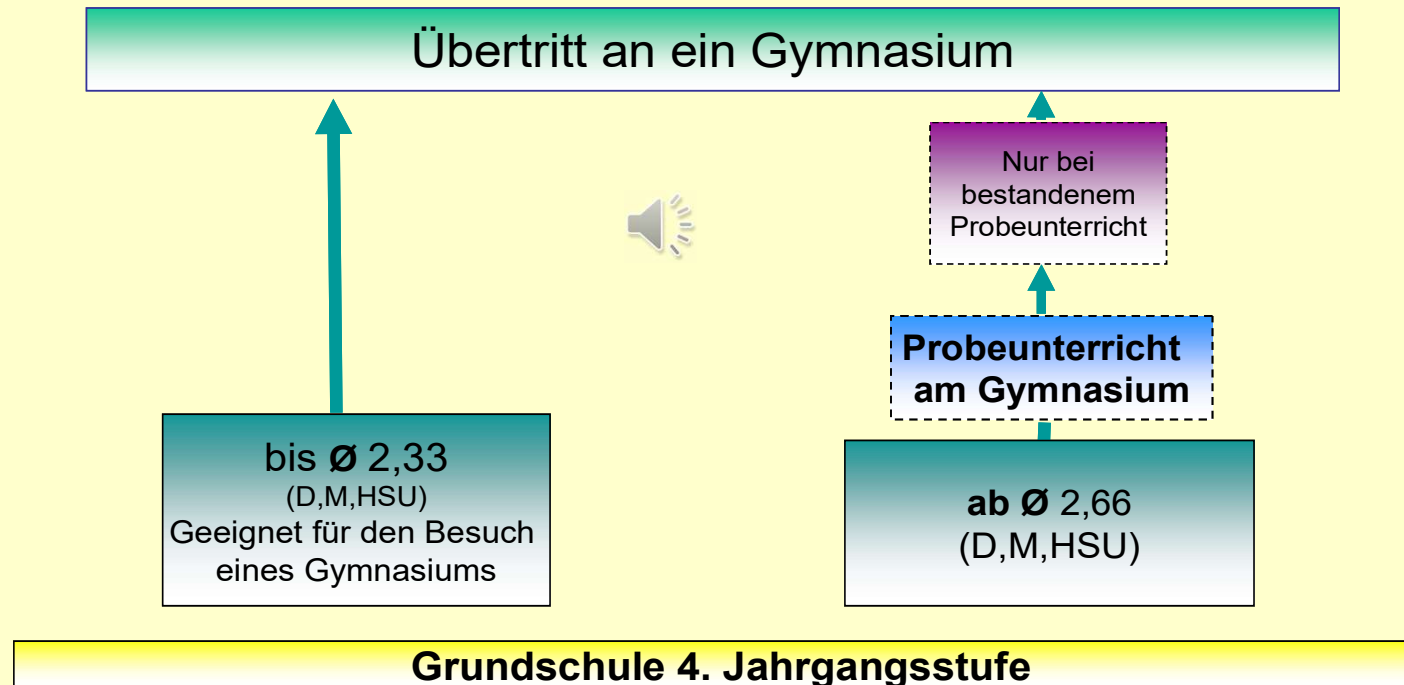 Übertritt an ein Gymnasium
Nur bei
bestandenem
Probeunterricht
Probeunterricht
am Gymnasium
bis Ø 2,33
(D,M,HSU)
Geeignet für den Besuch
eines Gymnasiums
ab Ø 2,66
(D,M,HSU)
Grundschule 4. Jahrgangsstufe